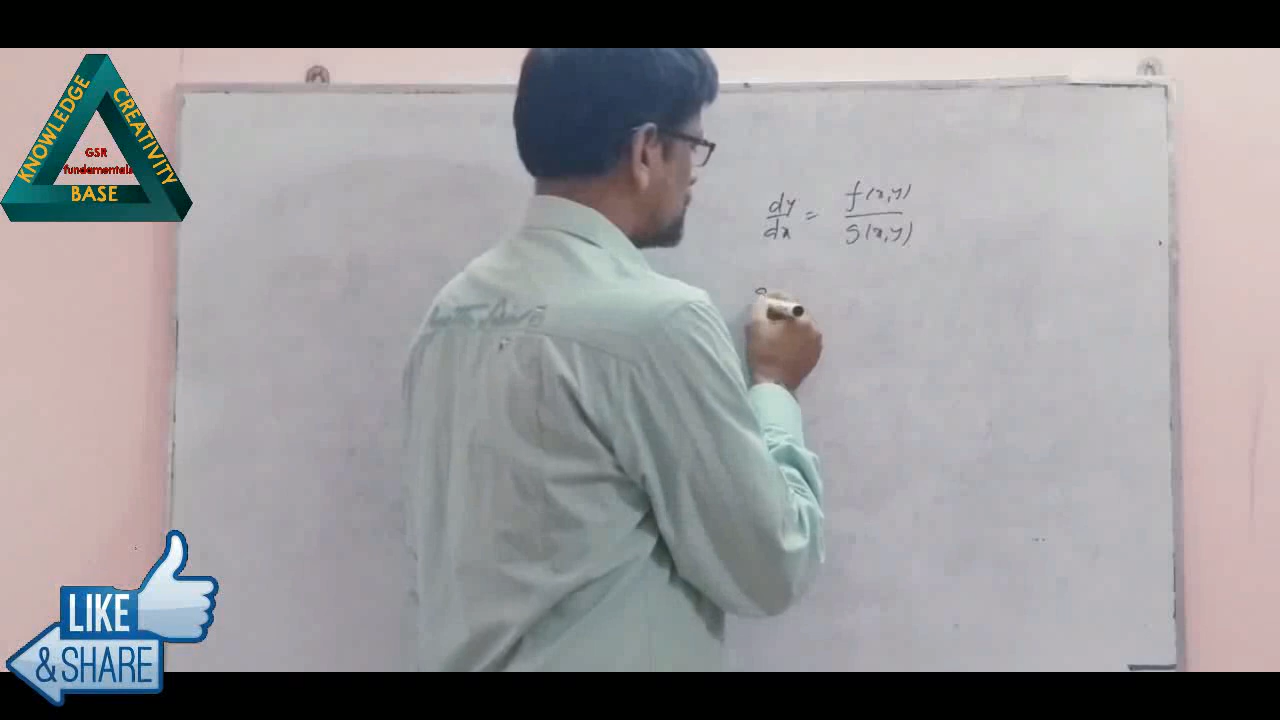 KNOWLEDGE
CREATIVITY
GSR
fundamentals
BASE
dy/dx = f(x,y)/g(x,y)
LIKE
& SHARE